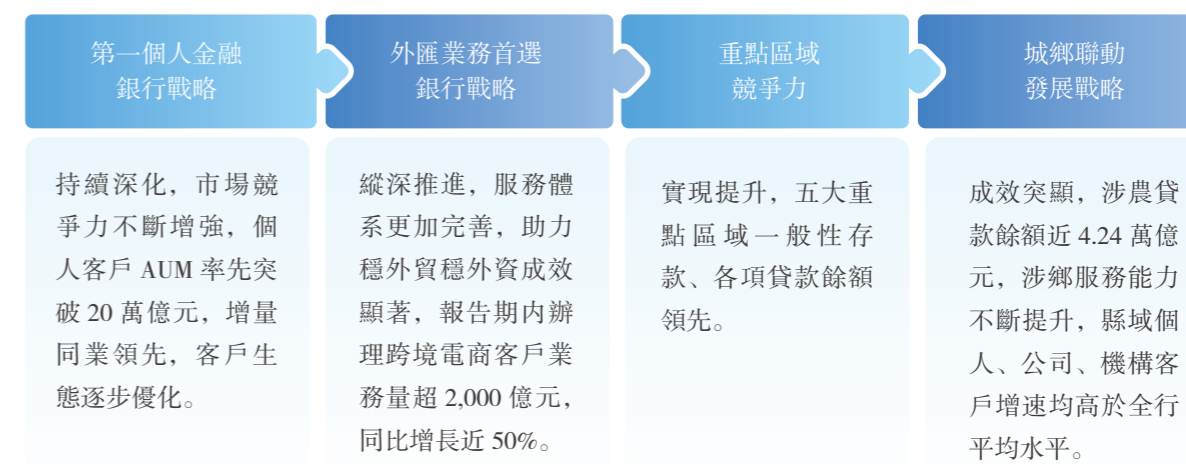 第一個人金融
銀行戰略
外匯業務首選
銀行戰略
重點區域
競爭力
城鄉聯動
發展戰略
持續深化，市場競
爭力不斷增強，個
人客戶 AUM 率先突
破 20 萬億元，增量
同業領先，客戶生
態逐步優化。
縱深推進，服務體
系更加完善，助力
穩外貿穩外資成效
顯著，報告期內辦
理跨境電商客戶業
務量超 2,000 億元，
同比增長近 50%。
實現提升，五大重
點區域一般性存
款、各項貸款餘額
領先。
成效突顯，涉農貸
款餘額近 4.24 萬億
元，涉鄉服務能力
不斷提升，縣域個
人、公司、機構客
戶增速均高於全行
平均水平。